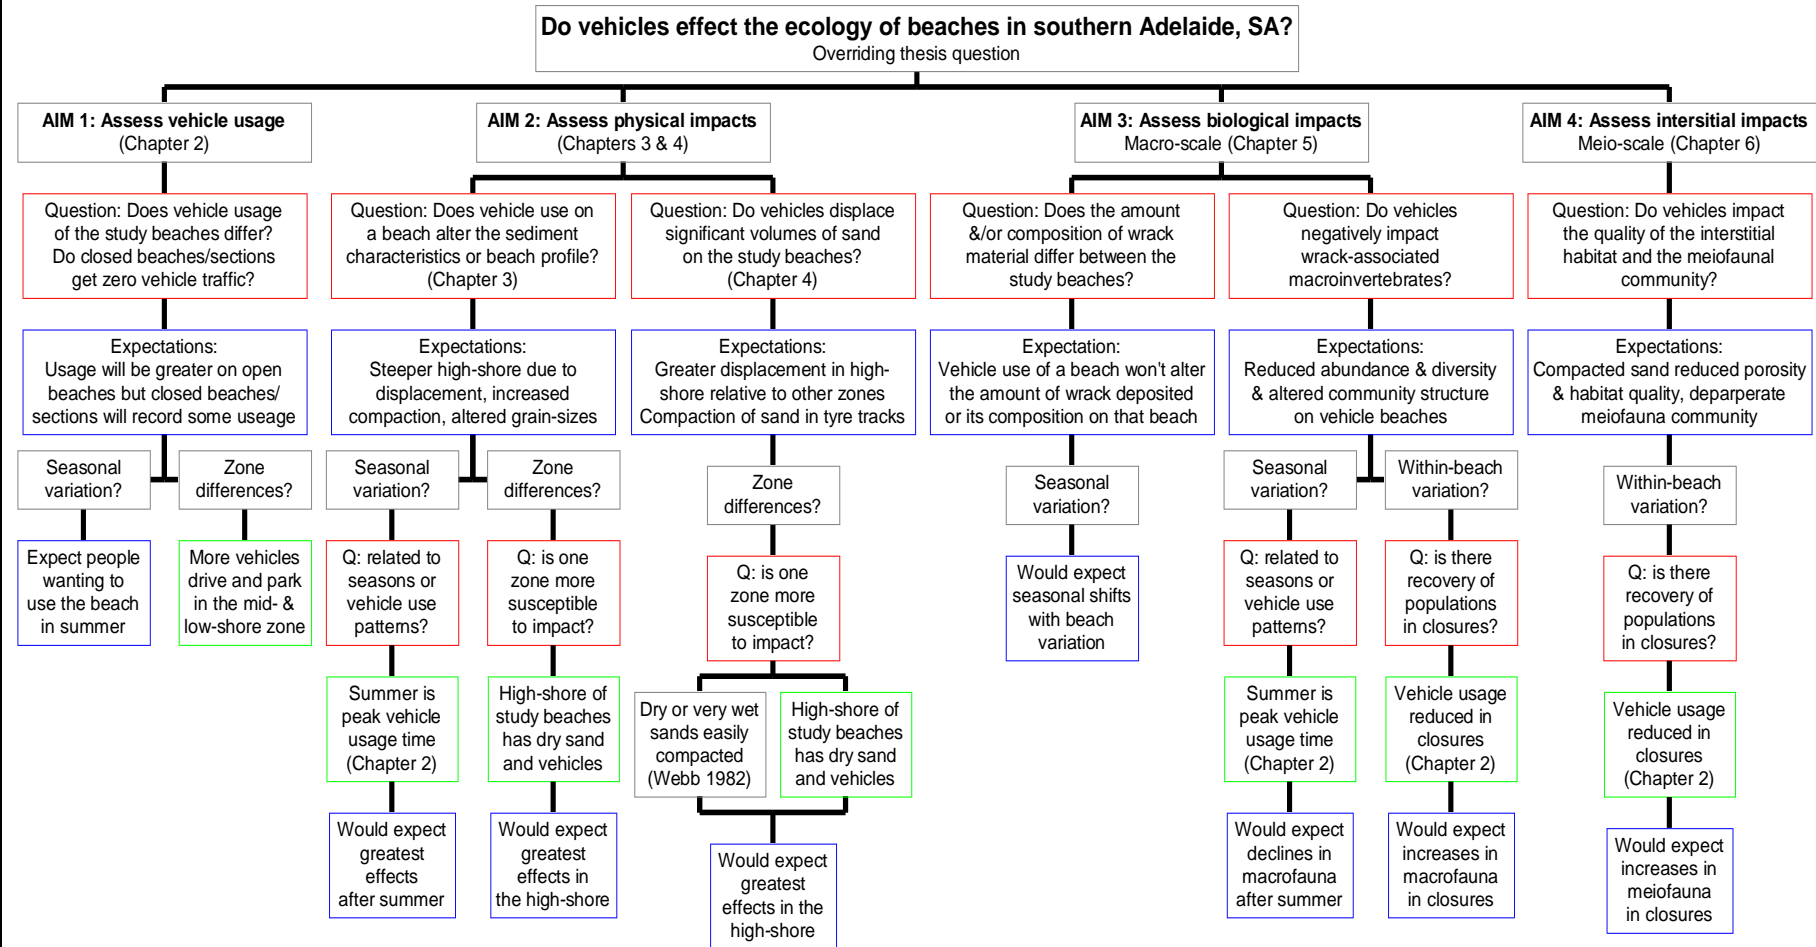 Do vehicles effect the ecology of beaches in southern Adelaide, SA?
Overriding thesis question
AIM 1: Assess vehicle usage
(Chapter 2)
AIM 2: Assess physical impacts
(Chapters 3 & 4)
AIM 3: Assess biological impacts
Macro-scale (Chapter 5)
AIM 4: Assess intersitial impacts
Meio-scale (Chapter 6)
Question: Does vehicle usage
of the study beaches differ?
Do closed beaches/sections
get zero vehicle traffic?
Question: Does vehicle use on
a beach alter the sediment
characteristics or beach profile?
(Chapter 3)
Question: Do vehicles displace
significant volumes of sand
on the study beaches?
(Chapter 4)
Question: Does the amount
&/or composition of wrack
material differ between the
study beaches?
Question: Do vehicles
negatively impact
wrack-associated
macroinvertebrates?
Question: Do vehicles impact
the quality of the interstitial
habitat and the meiofaunal
community?
Expectations:
Usage will be greater on open
beaches but closed beaches/
sections will record some useage
Expectations:
Steeper high-shore due to
displacement, increased
compaction, altered grain-sizes
Expectations:
Greater displacement in high-
shore relative to other zones
Compaction of sand in tyre tracks
Expectation:
Vehicle use of a beach won't alter
the amount of wrack deposited
or its composition on that beach
Expectations:
Reduced abundance & diversity
& altered community structure
on vehicle beaches
Expectations:
Compacted sand reduced porosity
& habitat quality, deparperate
meiofauna community
Seasonal
variation?
Zone
differences?
Seasonal
variation?
Zone
differences?
Zone
differences?
Seasonal
variation?
Seasonal
variation?
Within-beach
variation?
Within-beach
variation?
Expect people
wanting to
use the beach
in summer
More vehicles
drive and park
in the mid- &
low-shore zone
Q: related to
seasons or
vehicle use
patterns?
Q: is one
zone more
susceptible
to impact?
Q: is one
zone more
susceptible
to impact?
Would expect
seasonal shifts
with beach
variation
Q: related to
seasons or
vehicle use
patterns?
Q: is there
recovery of
populations
in closures?
Q: is there
recovery of
populations
in closures?
Summer is
peak vehicle
usage time
(Chapter 2)
High-shore of
study beaches
has dry sand
and vehicles
Dry or very wet
sands easily
compacted
(Webb 1982)
High-shore of
study beaches
has dry sand
and vehicles
Summer is
peak vehicle
usage time
(Chapter 2)
Vehicle usage
reduced in
closures
(Chapter 2)
Vehicle usage
reduced in
closures
(Chapter 2)
Would expect
greatest
effects
after summer
Would expect
greatest
effects in
the high-shore
Would expect
greatest
effects in the
high-shore
Would expect
declines in
macrofauna
after summer
Would expect
increases in
macrofauna
in closures
Would expect
increases in
meiofauna
in closures